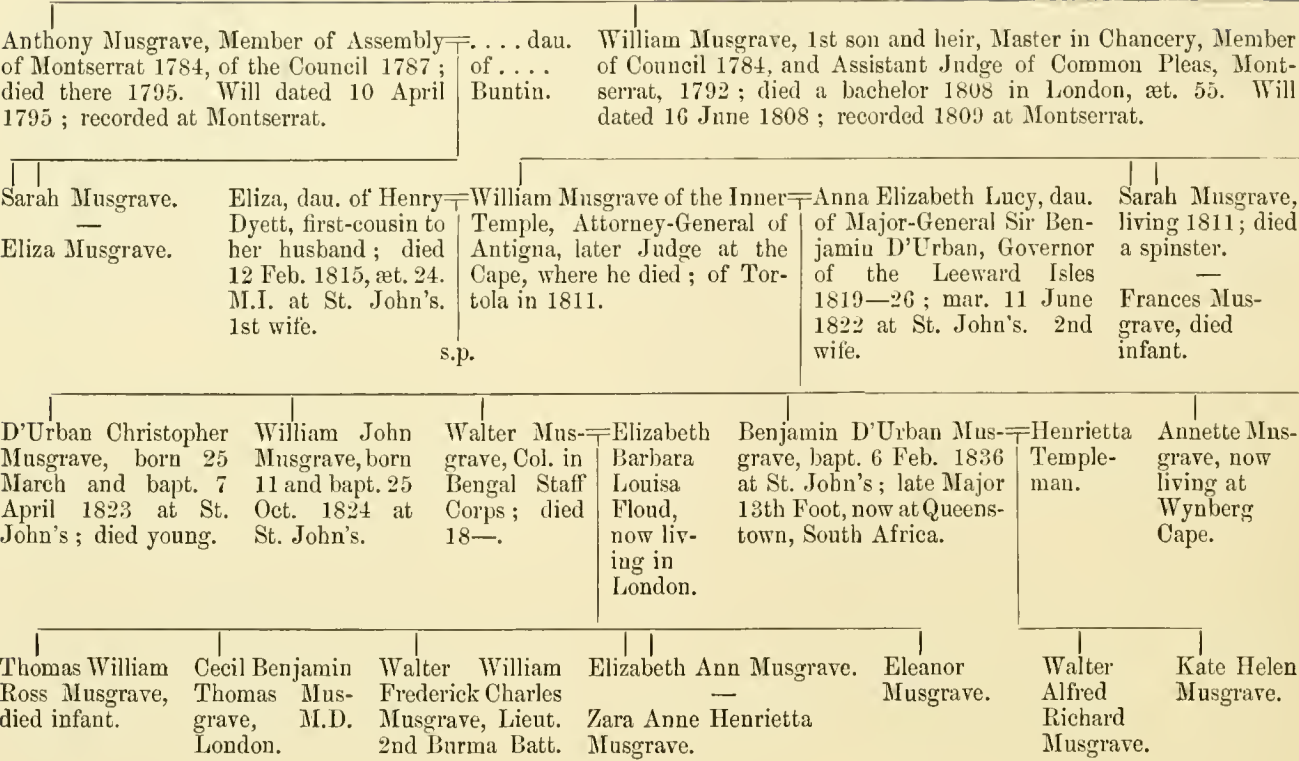 Anthony Musgrave, Member of Assembly
of Montserrat 1784, of the Council 1787 ;
died there 1795. Will dated 10 April
1795 ; recorded at Montserrat.
. . . . dau.
of . . . .
Buntin.
William Musgrave, 1st son and heir, Master in Chancery, Member
of Council 1784, and Assistant Judge of Common Pleas, Mont-
serrat, 1792 ; died a bachelor 1808 in London, æt. 55. Will
dated 16 June 1808 ; recorded 1809 at Montserrat.
Sarah Musgrave.
—
Eliza Musgrave.
Eliza, dau. of Henry
Dyett, first-cousin to
her husband ; died
12 Feb. 1815, æt. 24.
M.I. at St. John's.
1st wife.
s.p.
William Musgrave of the Inner
Temple, Attorney-General of
Antigua, later Judge at the
Cape, where he died ; of Tor-
tola in 1811.
Anna Elizabeth Lucy, dau.
of Major-General Sir Ben-
jamin D'Urban, Governor
of the Leeward Isles
1819—26 ; mar. 11 June
1822 at St. John's. 2nd
wife.
Sarah Musgrave,
living 1811 ; died
a spinster.
—
Frances Mus-
grave, died
infant.
D'Urban Christopher
Musgrave, born 25
March and bapt. 7
April 1823 at St.
John's ; died young.
William John
Musgrave, born
11 and bapt. 25
Oct. 1824 at
St. John's.
Walter Mus-
grave, Col. in
Bengal Staff
Corps ; died
18—.
Elizabeth
Barbara
Louisa
Floud,
now liv-
ing in
London.
Benjamin D'Urban Mus-
grave, bapt. 6 Feb. 1836
at St. John's ; late Major
13th Foot, now at Queens-
town, South Africa.
Henrietta
Temple-
man.
Annette Mus-
grave, now
living at
Wynberg
Cape.
Thomas William
Ross Musgrave,
died infant.
Cecil Benjamin
Thomas Mus-
grave, M.D.
London.
Walter William
Frederick Charles
Musgrave, Lieut.
2nd Burma Batt.
Elizabeth Ann Musgrave.
—
Zara Anne Henrietta
Musgrave.
Eleanor
Musgrave.
Walter
Alfred
Richard
Musgrave.
Kate Helen
Musgrave.